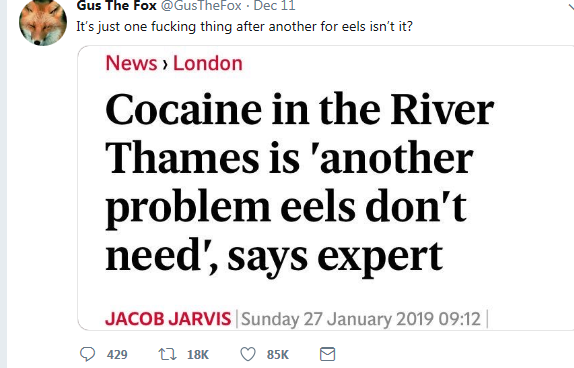 Gus The Fox @GusTheFox · Dec 11
It's just one fucking thing after another for eels isn't it?
News › London
Cocaine in the River
Thames is 'another
problem eels don't
need', says expert
JACOB JARVIS | Sunday 27 January 2019 09:12 |
429 18K 85K